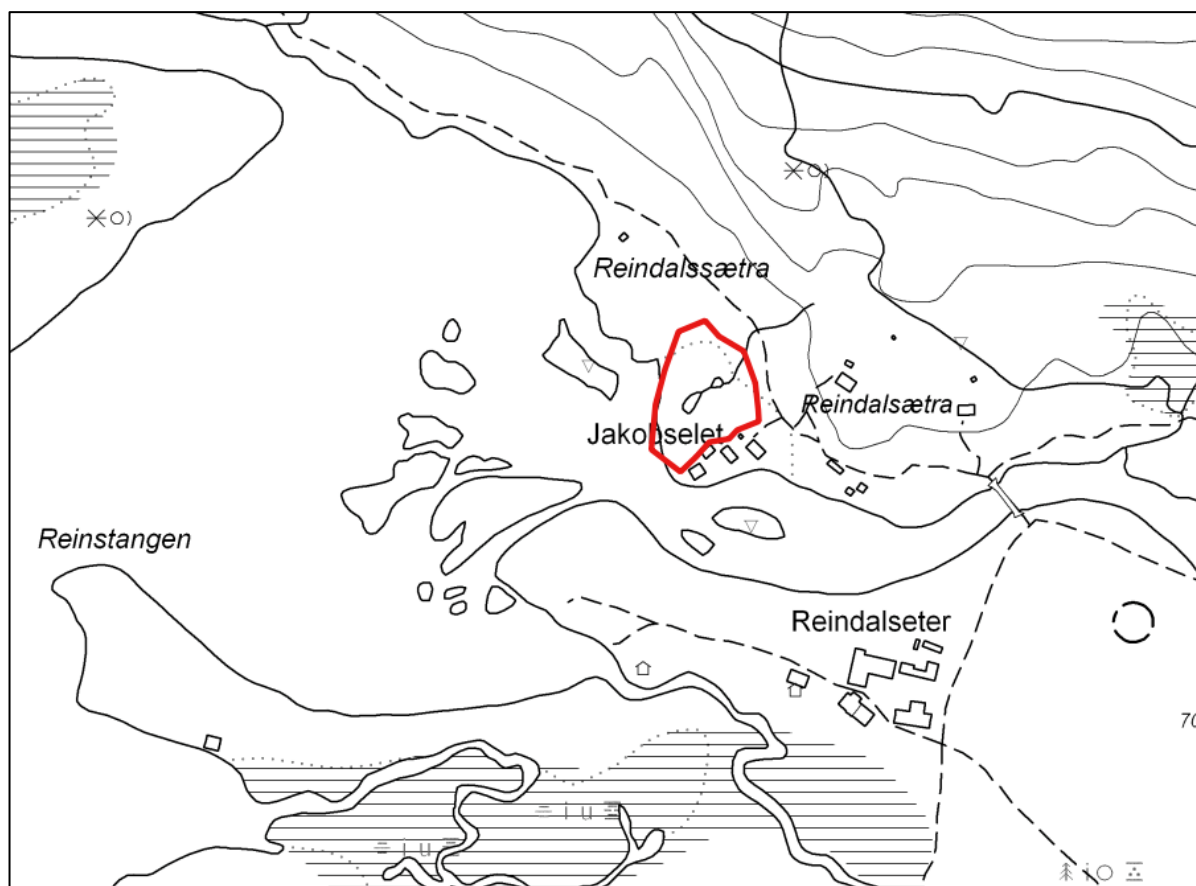 Reindalssætra
Reindalsætra
Jakobselet
Reinstangen
Reindalseter
70
i u
i u
i